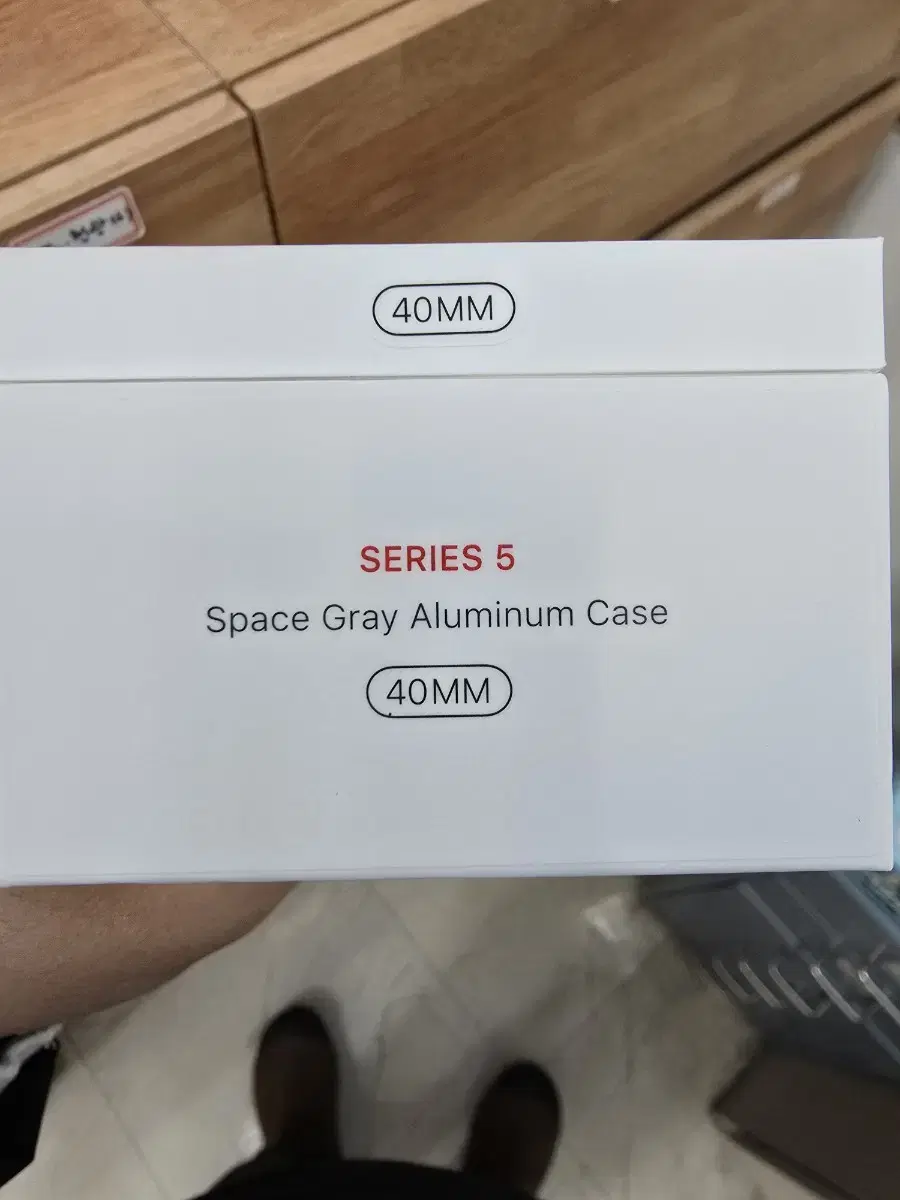 40MM
SERIES 5
Space Gray Aluminum Case
40MM